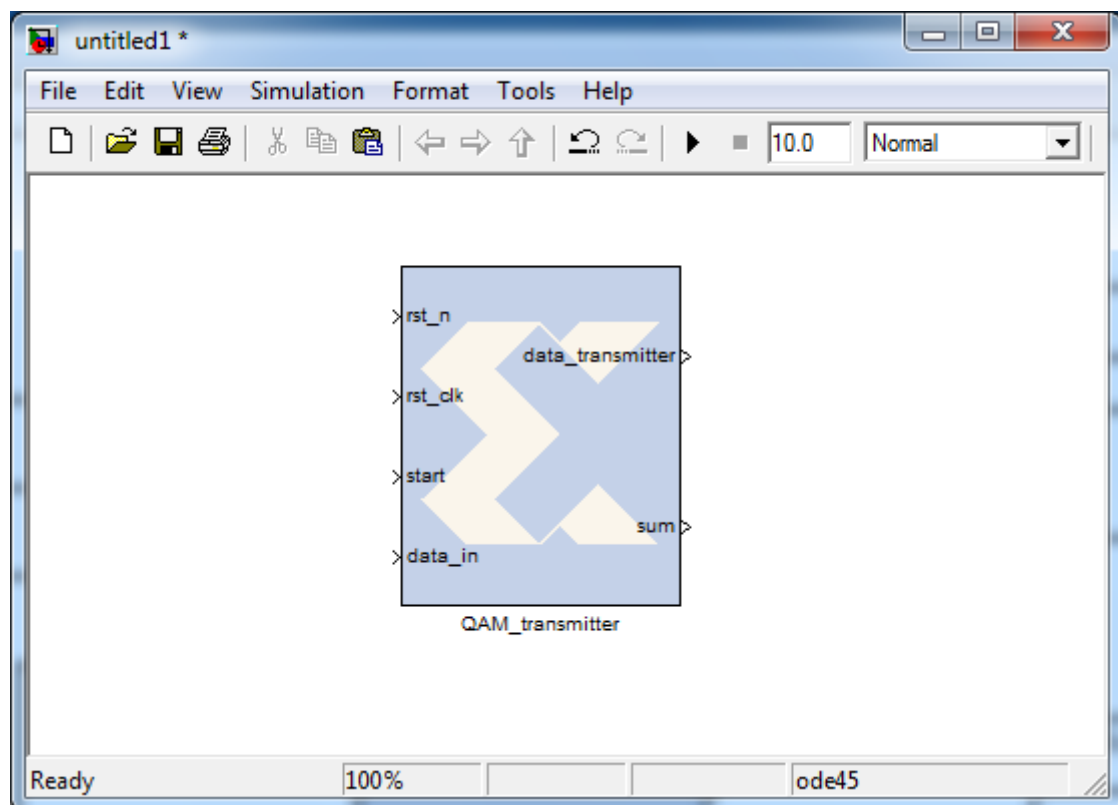 untitled1 *
File Edit View Simulation Format Tools Help
10.0 Normal
rst_n
data_transmitter
rst_clk
start
sum
data_in
QAM_transmitter
Ready 100% ode45